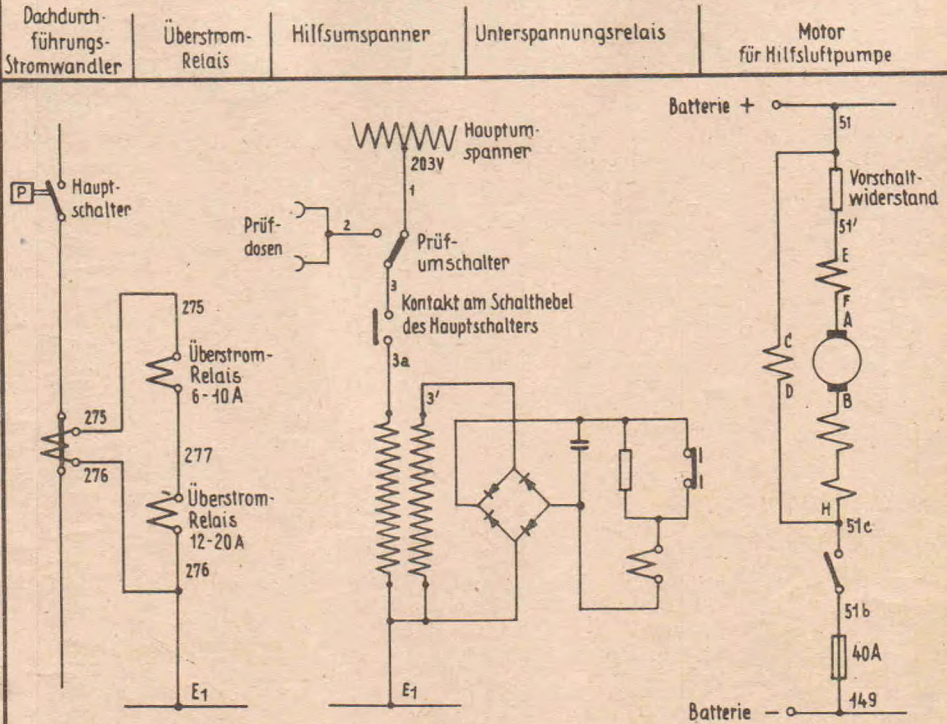 Dachdurch-
führungs-
Stromwandler
Überstrom-
Relais
Hilfsumspanner
Unterspannungsrelais
Motor
für Hilfsluftpumpe
P
Haupt-
schalter
275
Überstrom-
Relais
6-10A
275
276
277
Überstrom-
Relais
12-20A
276
E1
Hauptum-
spanner
203V
1
Prüf-
dosen
2
Prüf-
umschalter
3
Kontakt am Schalthebel
des Hauptschalters
3a
3'
E1
Batterie +
51
Vorschalt-
widerstand
51'
E
F
A
C
D
B
H
51c
51b
40A
149
Batterie -